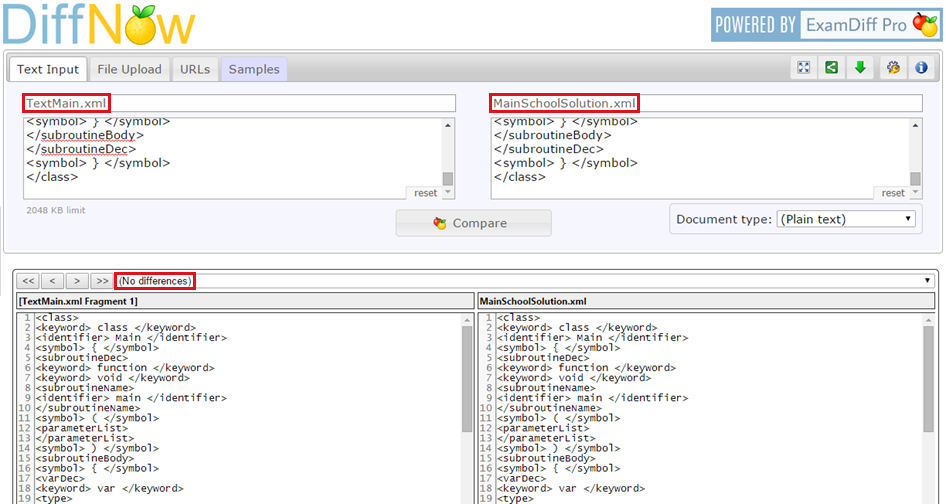 DiffNow
POWERED BY ExamDiff Pro
Text Input File Upload URLs Samples
TextMain.xml
<symbol> } </symbol>
</subroutineBody>
</subroutineDec>
<symbol> } </symbol>
</class>
reset
2048 KB limit
MainSchoolSolution.xml
<symbol> } </symbol>
</subroutineBody>
</subroutineDec>
<symbol> } </symbol>
</class>
reset
Compare
Document type: (Plain text)
<< < > >> (No differences)
[TextMain.xml Fragment 1]
1 <class>
2 <keyword> class </keyword>
3 <identifier> Main </identifier>
4 <symbol> { </symbol>
5 <subroutineDec>
6 <keyword> function </keyword>
7 <keyword> void </keyword>
8 <subroutineName>
9 <identifier> main </identifier>
10 </subroutineName>
11 <symbol> ( </symbol>
12 <parameterList>
13 </parameterList>
14 <symbol> ) </symbol>
15 <subroutineBody>
16 <symbol> { </symbol>
17 <varDec>
18 <keyword> var </keyword>
19 <type>
MainSchoolSolution.xml
1 <class>
2 <keyword> class </keyword>
3 <identifier> Main </identifier>
4 <symbol> { </symbol>
5 <subroutineDec>
6 <keyword> function </keyword>
7 <keyword> void </keyword>
8 <subroutineName>
9 <identifier> main </identifier>
10 </subroutineName>
11 <symbol> ( </symbol>
12 <parameterList>
13 </parameterList>
14 <symbol> ) </symbol>
15 <subroutineBody>
16 <symbol> { </symbol>
17 <varDec>
18 <keyword> var </keyword>
19 <type>